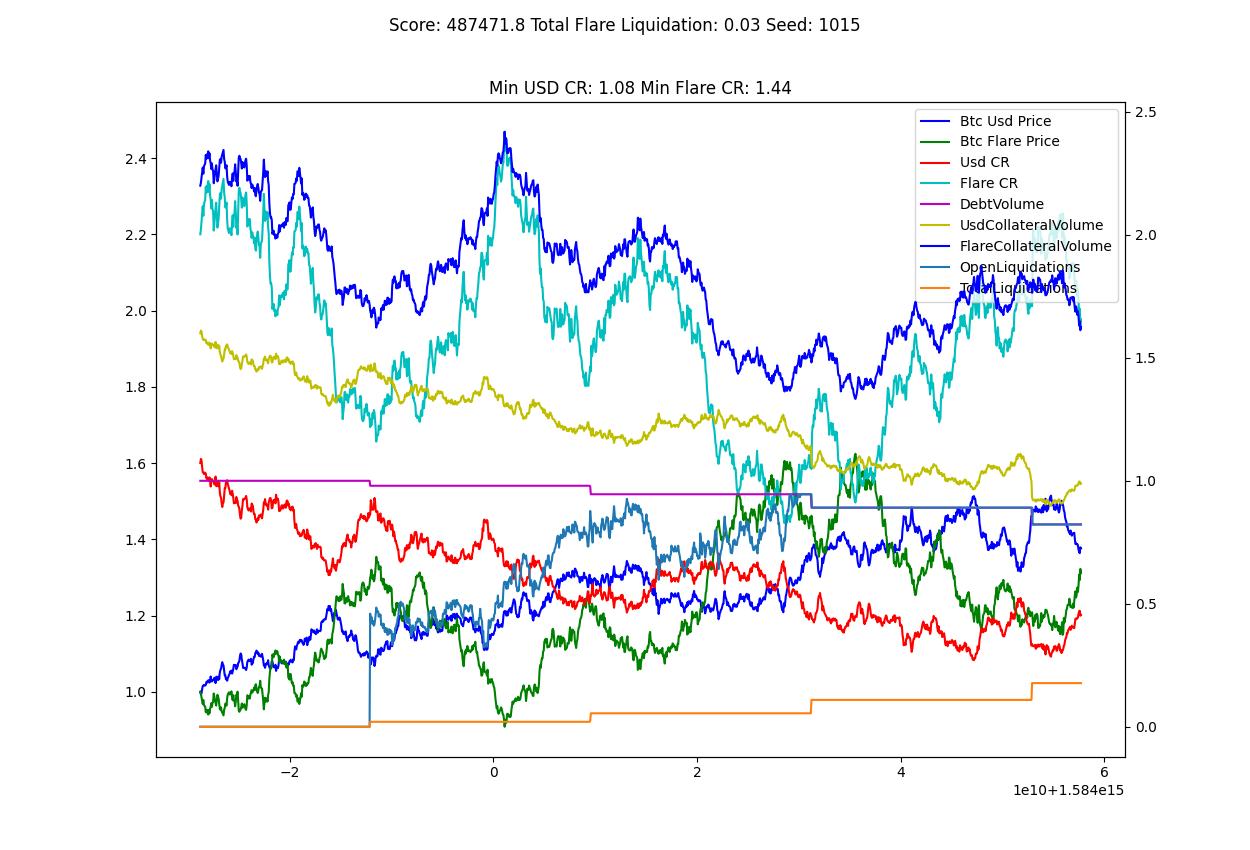 Score: 487471.8 Total Flare Liquidation: 0.03 Seed: 1015
Min USD CR: 1.08 Min Flare CR: 1.44
Btc Usd Price
Btc Flare Price
Usd CR
Flare CR
DebtVolume
UsdCollateralVolume
FlareCollateralVolume
OpenLiquidations
TotalLiquidations
2.4
2.2
2.0
1.8
1.6
1.4
1.2
1.0
2.5
2.0
1.5
1.0
0.5
0.0
−2
0
2
4
6
1e10+1.584e15